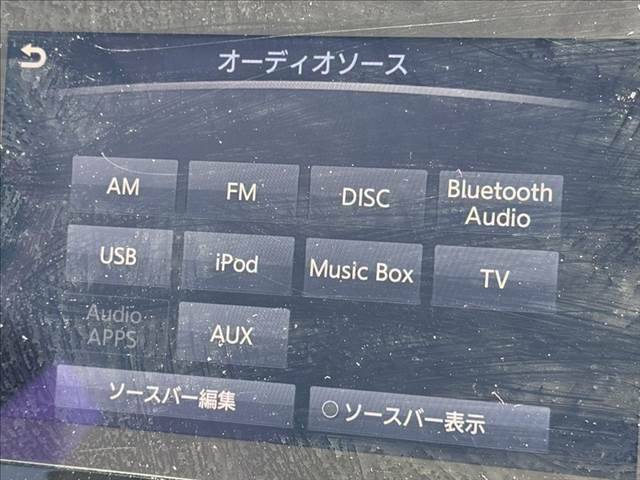 オーディオソース
AM
FM
DISC
Bluetooth
Audio
USB
iPod
Music Box
TV
Audio
APPS
AUX
ソースバー編集
ソースバー表示